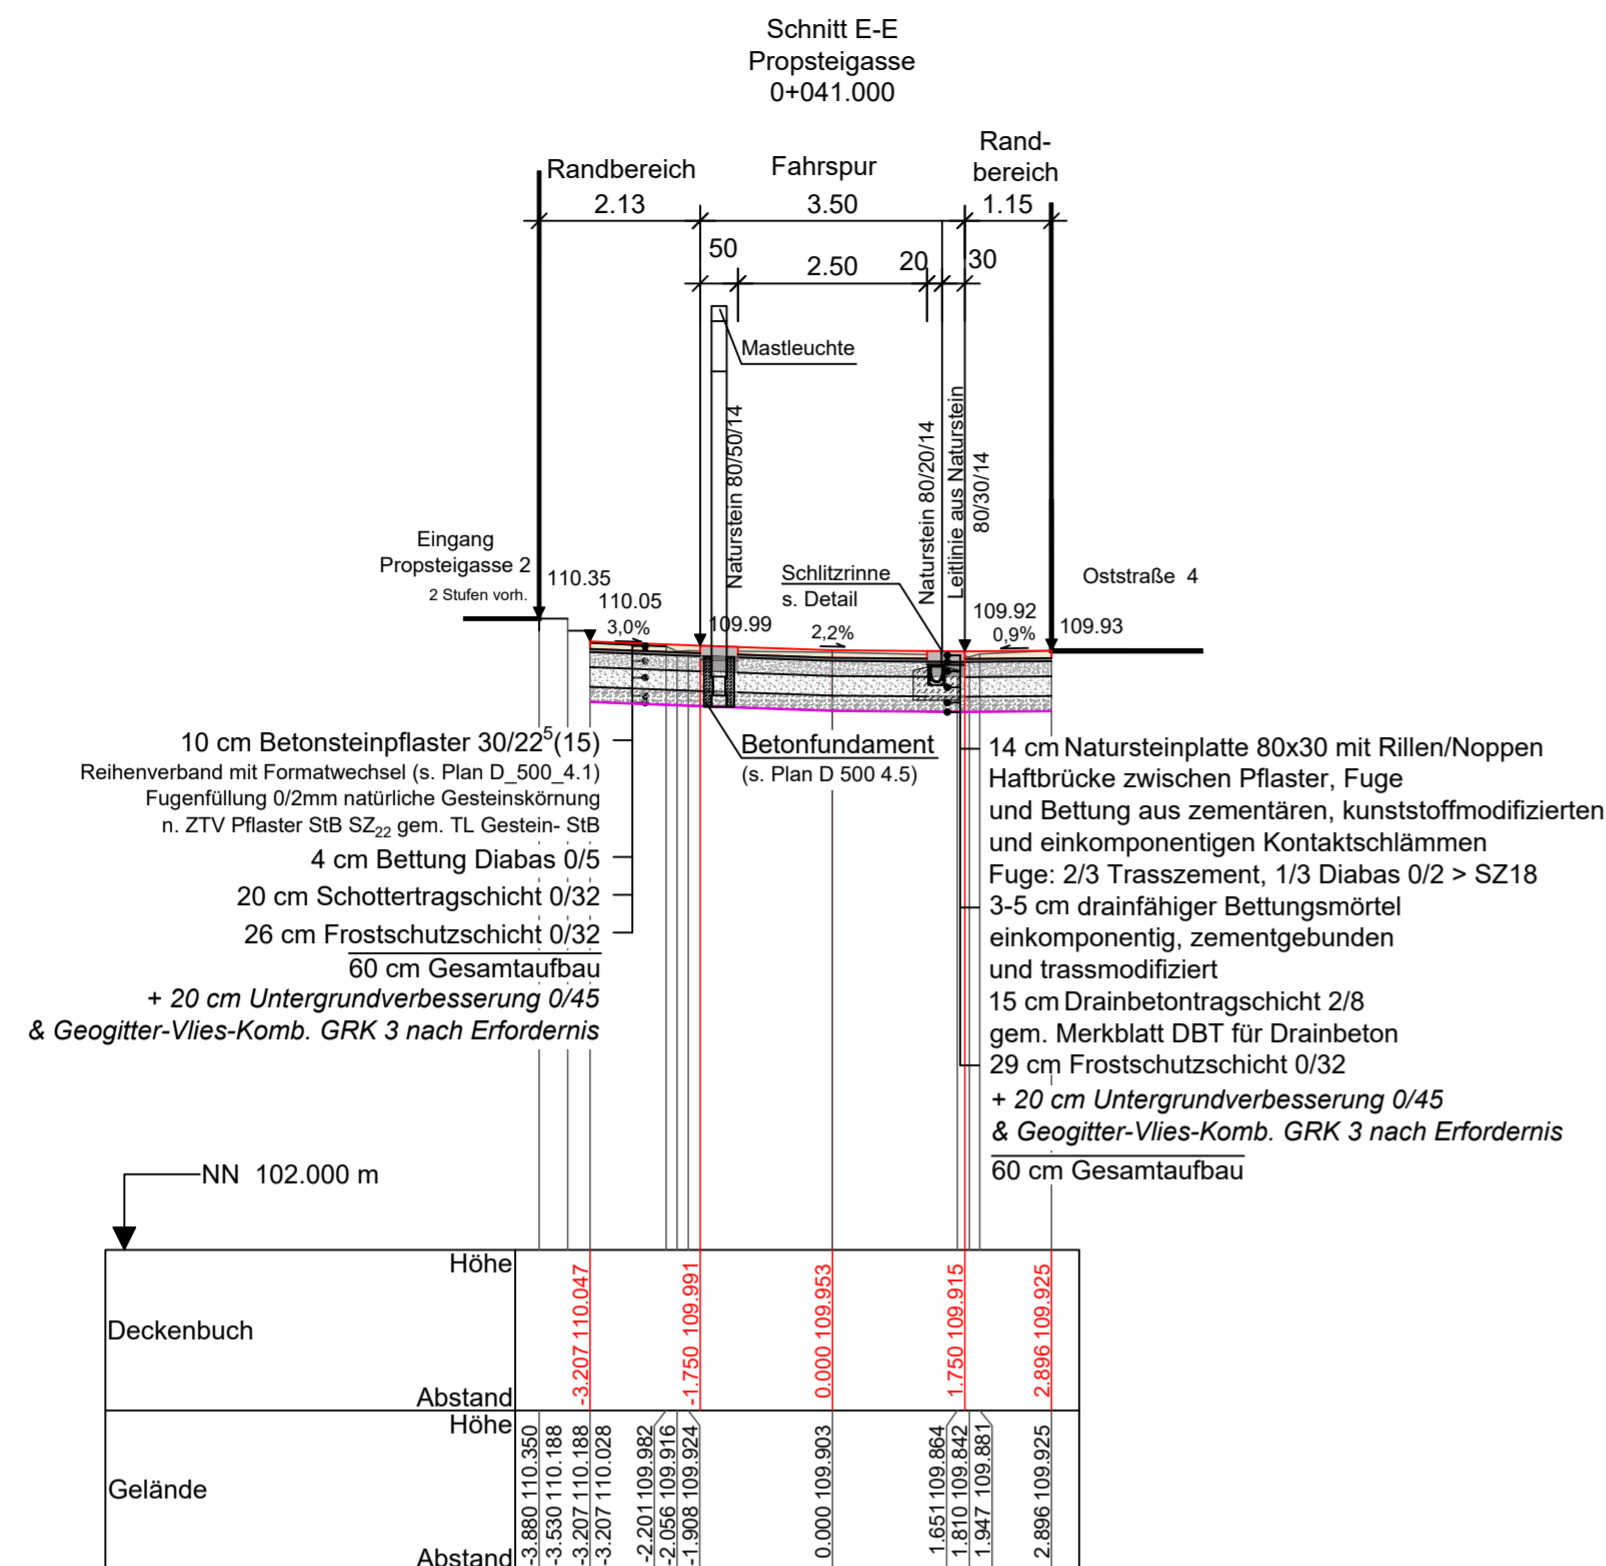 Schnitt E-E
Propsteigasse
0+041.000
Randbereich
Fahrspur
Rand-
bereich
2.13
3.50
1.15
50
2.50
20
30
Mastleuchte
Naturstein 80/50/14
Naturstein 80/20/14
Leitlinie aus Naturstein
80/30/14
Eingang
Propsteigasse 2
2 Stufen vorh.
110.35
110.05
3,0%
109.99
Schlitzrinne
s. Detail
2,2%
109.92
0,9%
109.93
Oststraße 4
10 cm Betonsteinpflaster 30/22⁵(15)
Reihenverband mit Formatwechsel (s. Plan D_500_4.1)
Fugenfüllung 0/2mm natürliche Gesteinskörnung
n. ZTV Pflaster StB SZ₂₂ gem. TL Gestein- StB
4 cm Bettung Diabas 0/5
20 cm Schottertragschicht 0/32
26 cm Frostschutzschicht 0/32
60 cm Gesamtaufbau
+ 20 cm Untergrundverbesserung 0/45
& Geogitter-Vlies-Komb. GRK 3 nach Erfordernis
Betonfundament
(s. Plan D 500 4.5)
14 cm Natursteinplatte 80x30 mit Rillen/Noppen
Haftbrücke zwischen Pflaster, Fuge
und Bettung aus zementären, kunststoffmodifizierten
und einkomponentigen Kontaktschlämmen
Fuge: 2/3 Trasszement, 1/3 Diabas 0/2 > SZ18
3-5 cm drainfähiger Bettungsmörtel
einkomponentig, zementgebunden
und trassmodifiziert
15 cm Drainbetontragschicht 2/8
gem. Merkblatt DBT für Drainbeton
29 cm Frostschutzschicht 0/32
+ 20 cm Untergrundverbesserung 0/45
& Geogitter-Vlies-Komb. GRK 3 nach Erfordernis
60 cm Gesamtaufbau
NN 102.000 m
Deckenbuch
Höhe
Abstand
-3.207 110.047
-1.750 109.991
0.000 109.953
1.750 109.915
2.896 109.925
Gelände
Höhe
Abstand
-3.880 110.350
-3.530 110.188
-3.207 110.188
-3.207 110.028
-2.201 109.982
-2.056 109.916
-1.908 109.924
0.000 109.903
1.651 109.864
1.810 109.842
1.947 109.881
2.896 109.925